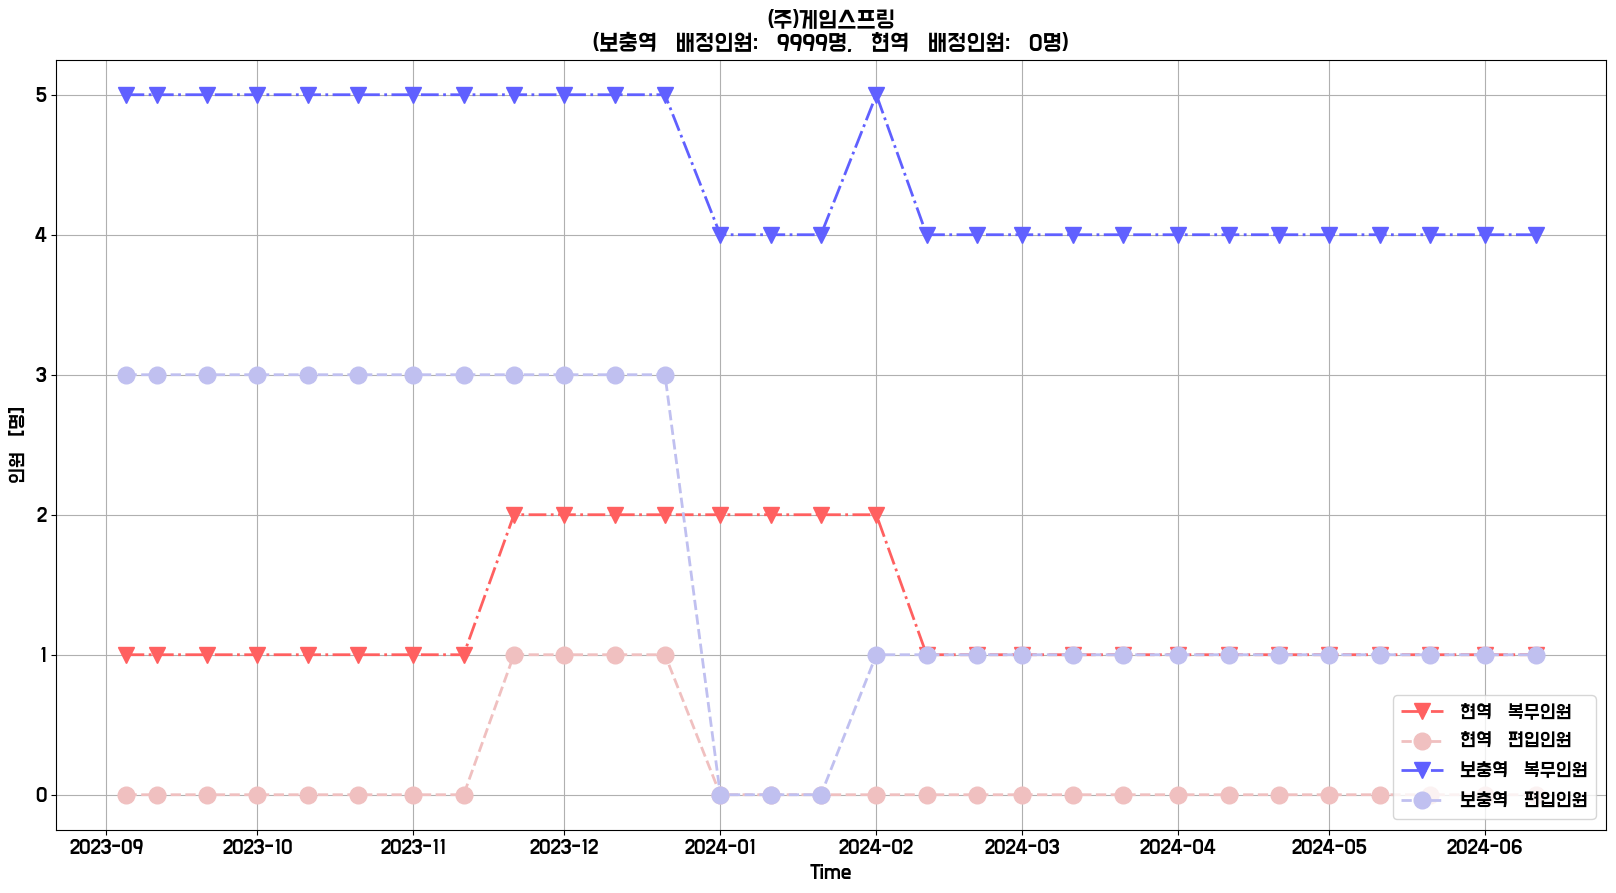 (주)게임스프링
(보충역 배정인원: 9999명, 현역 배정인원: 0명)
인원 [명]
5
4
3
2
1
0
2023-09 2023-10 2023-11 2023-12 2024-01 2024-02 2024-03 2024-04 2024-05 2024-06
Time
현역 복무인원
현역 편입인원
보충역 복무인원
보충역 편입인원